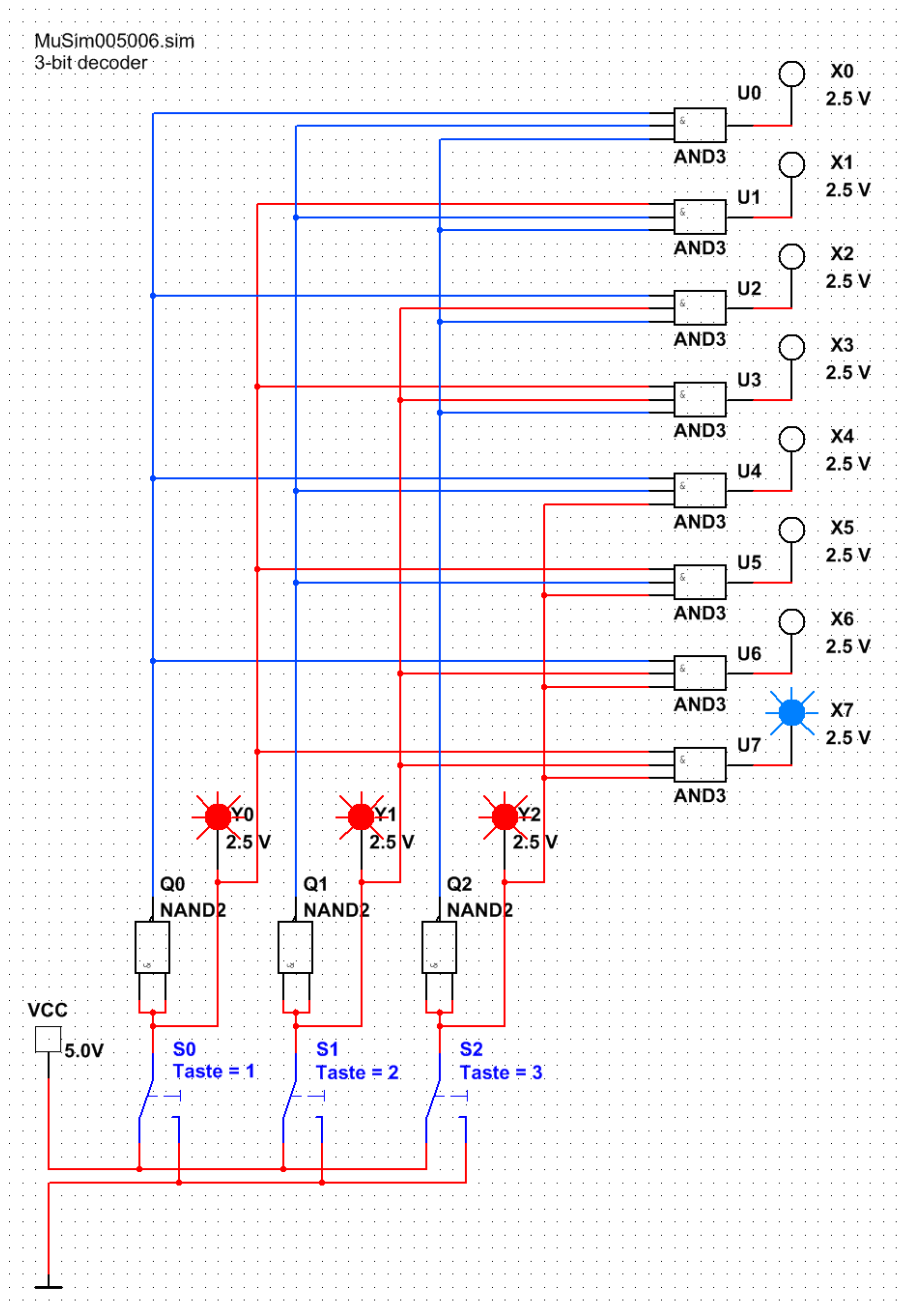 MuSim005006.sim
3-bit decoder
X0
2.5 V
U0
&
AND3
X1
2.5 V
U1
&
AND3
X2
2.5 V
U2
&
AND3
X3
2.5 V
U3
&
AND3
X4
2.5 V
U4
&
AND3
X5
2.5 V
U5
&
AND3
X6
2.5 V
U6
&
AND3
X7
2.5 V
U7
&
AND3
Y0
2.5 V
Y1
2.5 V
Y2
2.5 V
Q0
NAND2
&
Q1
NAND2
&
Q2
NAND2
&
VCC
5.0V
S0
Taste = 1
S1
Taste = 2
S2
Taste = 3